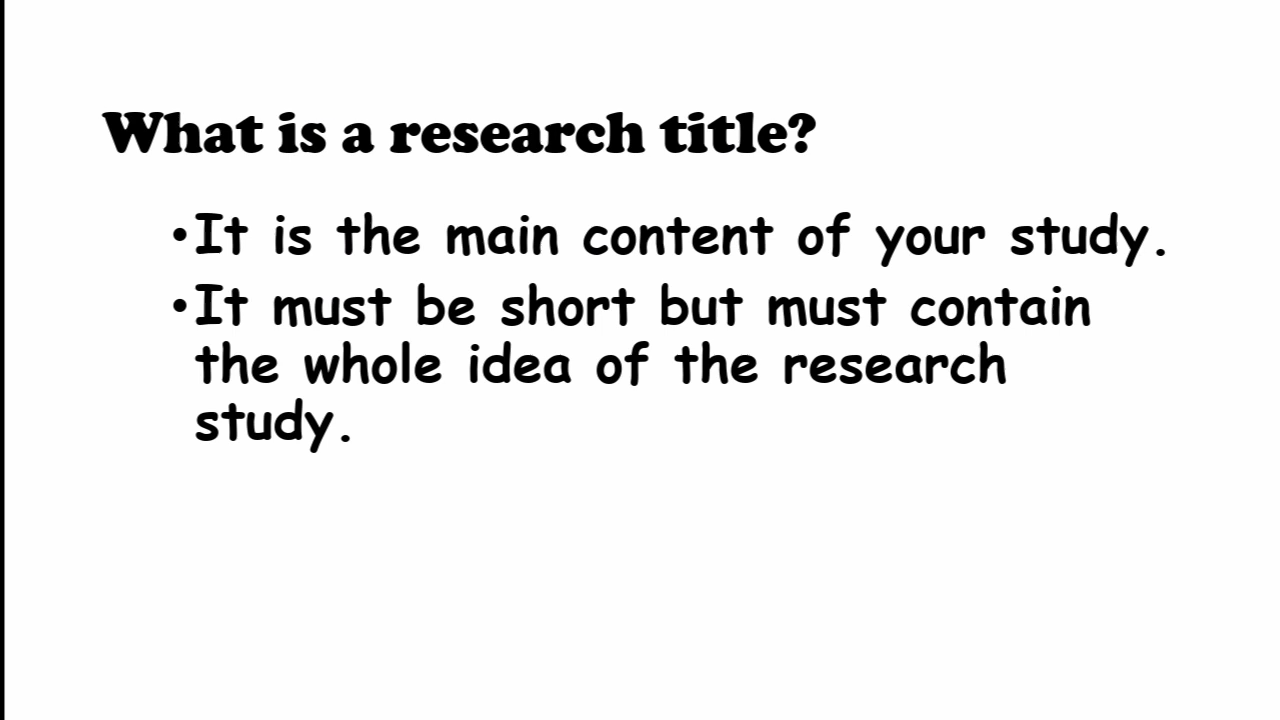 What is a research title?
•It is the main content of your study.
•It must be short but must contain
the whole idea of the research
study.